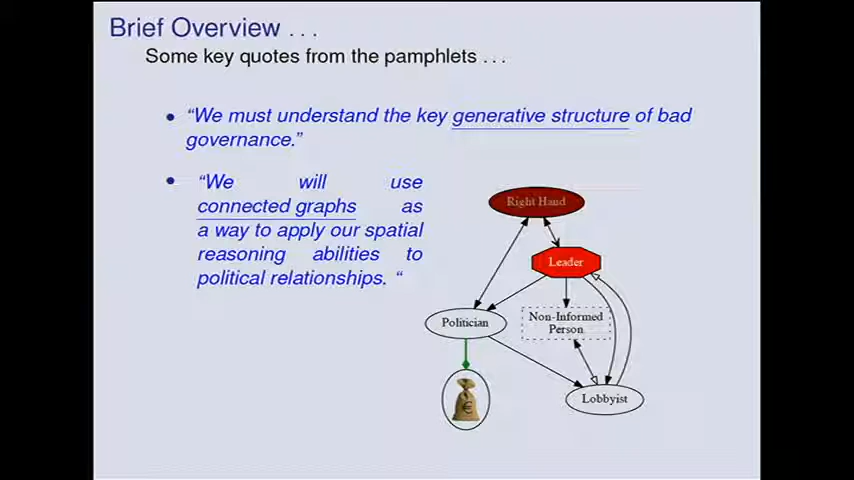 Brief Overview . . .
Some key quotes from the pamphlets . . .
• “We must understand the key generative structure of bad
governance.”
• “We will use
connected graphs as
a way to apply our spatial
reasoning abilities to
political relationships. “
Right Hand
Leader
Politician
Non-Informed
Person
Lobbyist
€